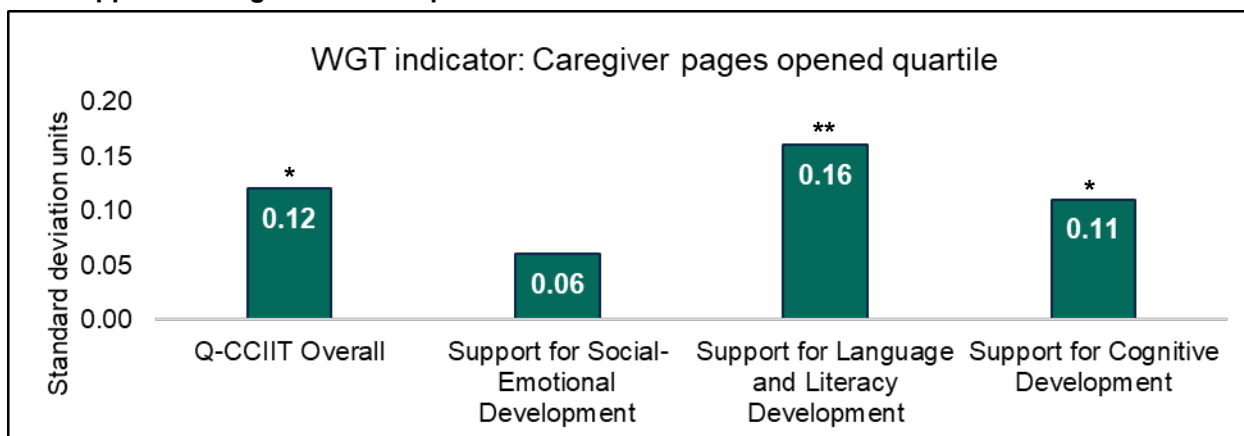 WGT indicator: Caregiver pages opened quartile
Standard deviation units
0.20
0.15
0.10
0.05
0.00
*
0.12
0.06
**
0.16
*
0.11
Q-CCIIT Overall
Support for Social-
Emotional
Development
Support for Language
and Literacy
Development
Support for Cognitive
Development